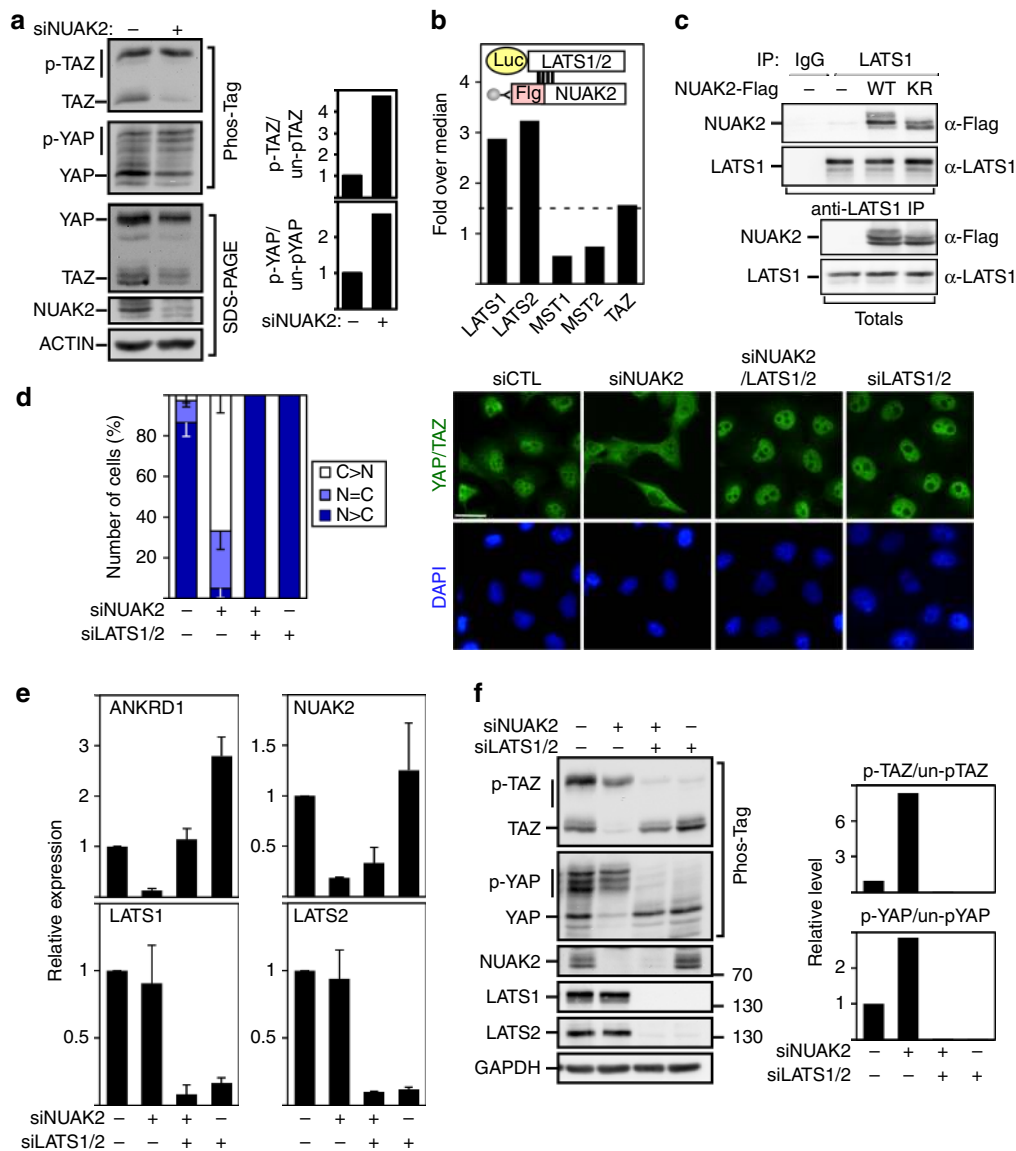 a
siNUAK2: – +
p-TAZ
TAZ
p-YAP
YAP
Phos-Tag
YAP
TAZ
NUAK2
ACTIN
SDS-PAGE
p-TAZ/
un-pTAZ
4
3
2
1
p-YAP/
un-pYAP
2
1
siNUAK2: – +
b
Fold over median
4
3
2
1
Luc LATS1/2
Flg NUAK2
LATS1 LATS2 MST1 MST2 TAZ
c
IP: IgG LATS1
NUAK2-Flag – – WT KR
NUAK2 α-Flag
LATS1 α-LATS1
anti-LATS1 IP
NUAK2 α-Flag
LATS1 α-LATS1
Totals
d
Number of cells (%)
80
60
40
20
C>N
N=C
N>C
siNUAK2 – + + –
siLATS1/2 – – + +
siCTL siNUAK2 siNUAK2 /LATS1/2 siLATS1/2
YAP/TAZ
DAPI
e
Relative expression
ANKRD1
3
2
1
NUAK2
1.5
1
0.5
LATS1
1
0.5
LATS2
1
0.5
siNUAK2 – + + – – + + –
siLATS1/2 – – + + – – + +
f
siNUAK2 – + + –
siLATS1/2 – – + +
p-TAZ
TAZ
p-YAP
YAP
Phos-Tag
NUAK2 70
LATS1 130
LATS2 130
GAPDH
Relative level
p-TAZ/un-pTAZ
6
3
p-YAP/un-pYAP
2
1
siNUAK2 – + + –
siLATS1/2 – – + +